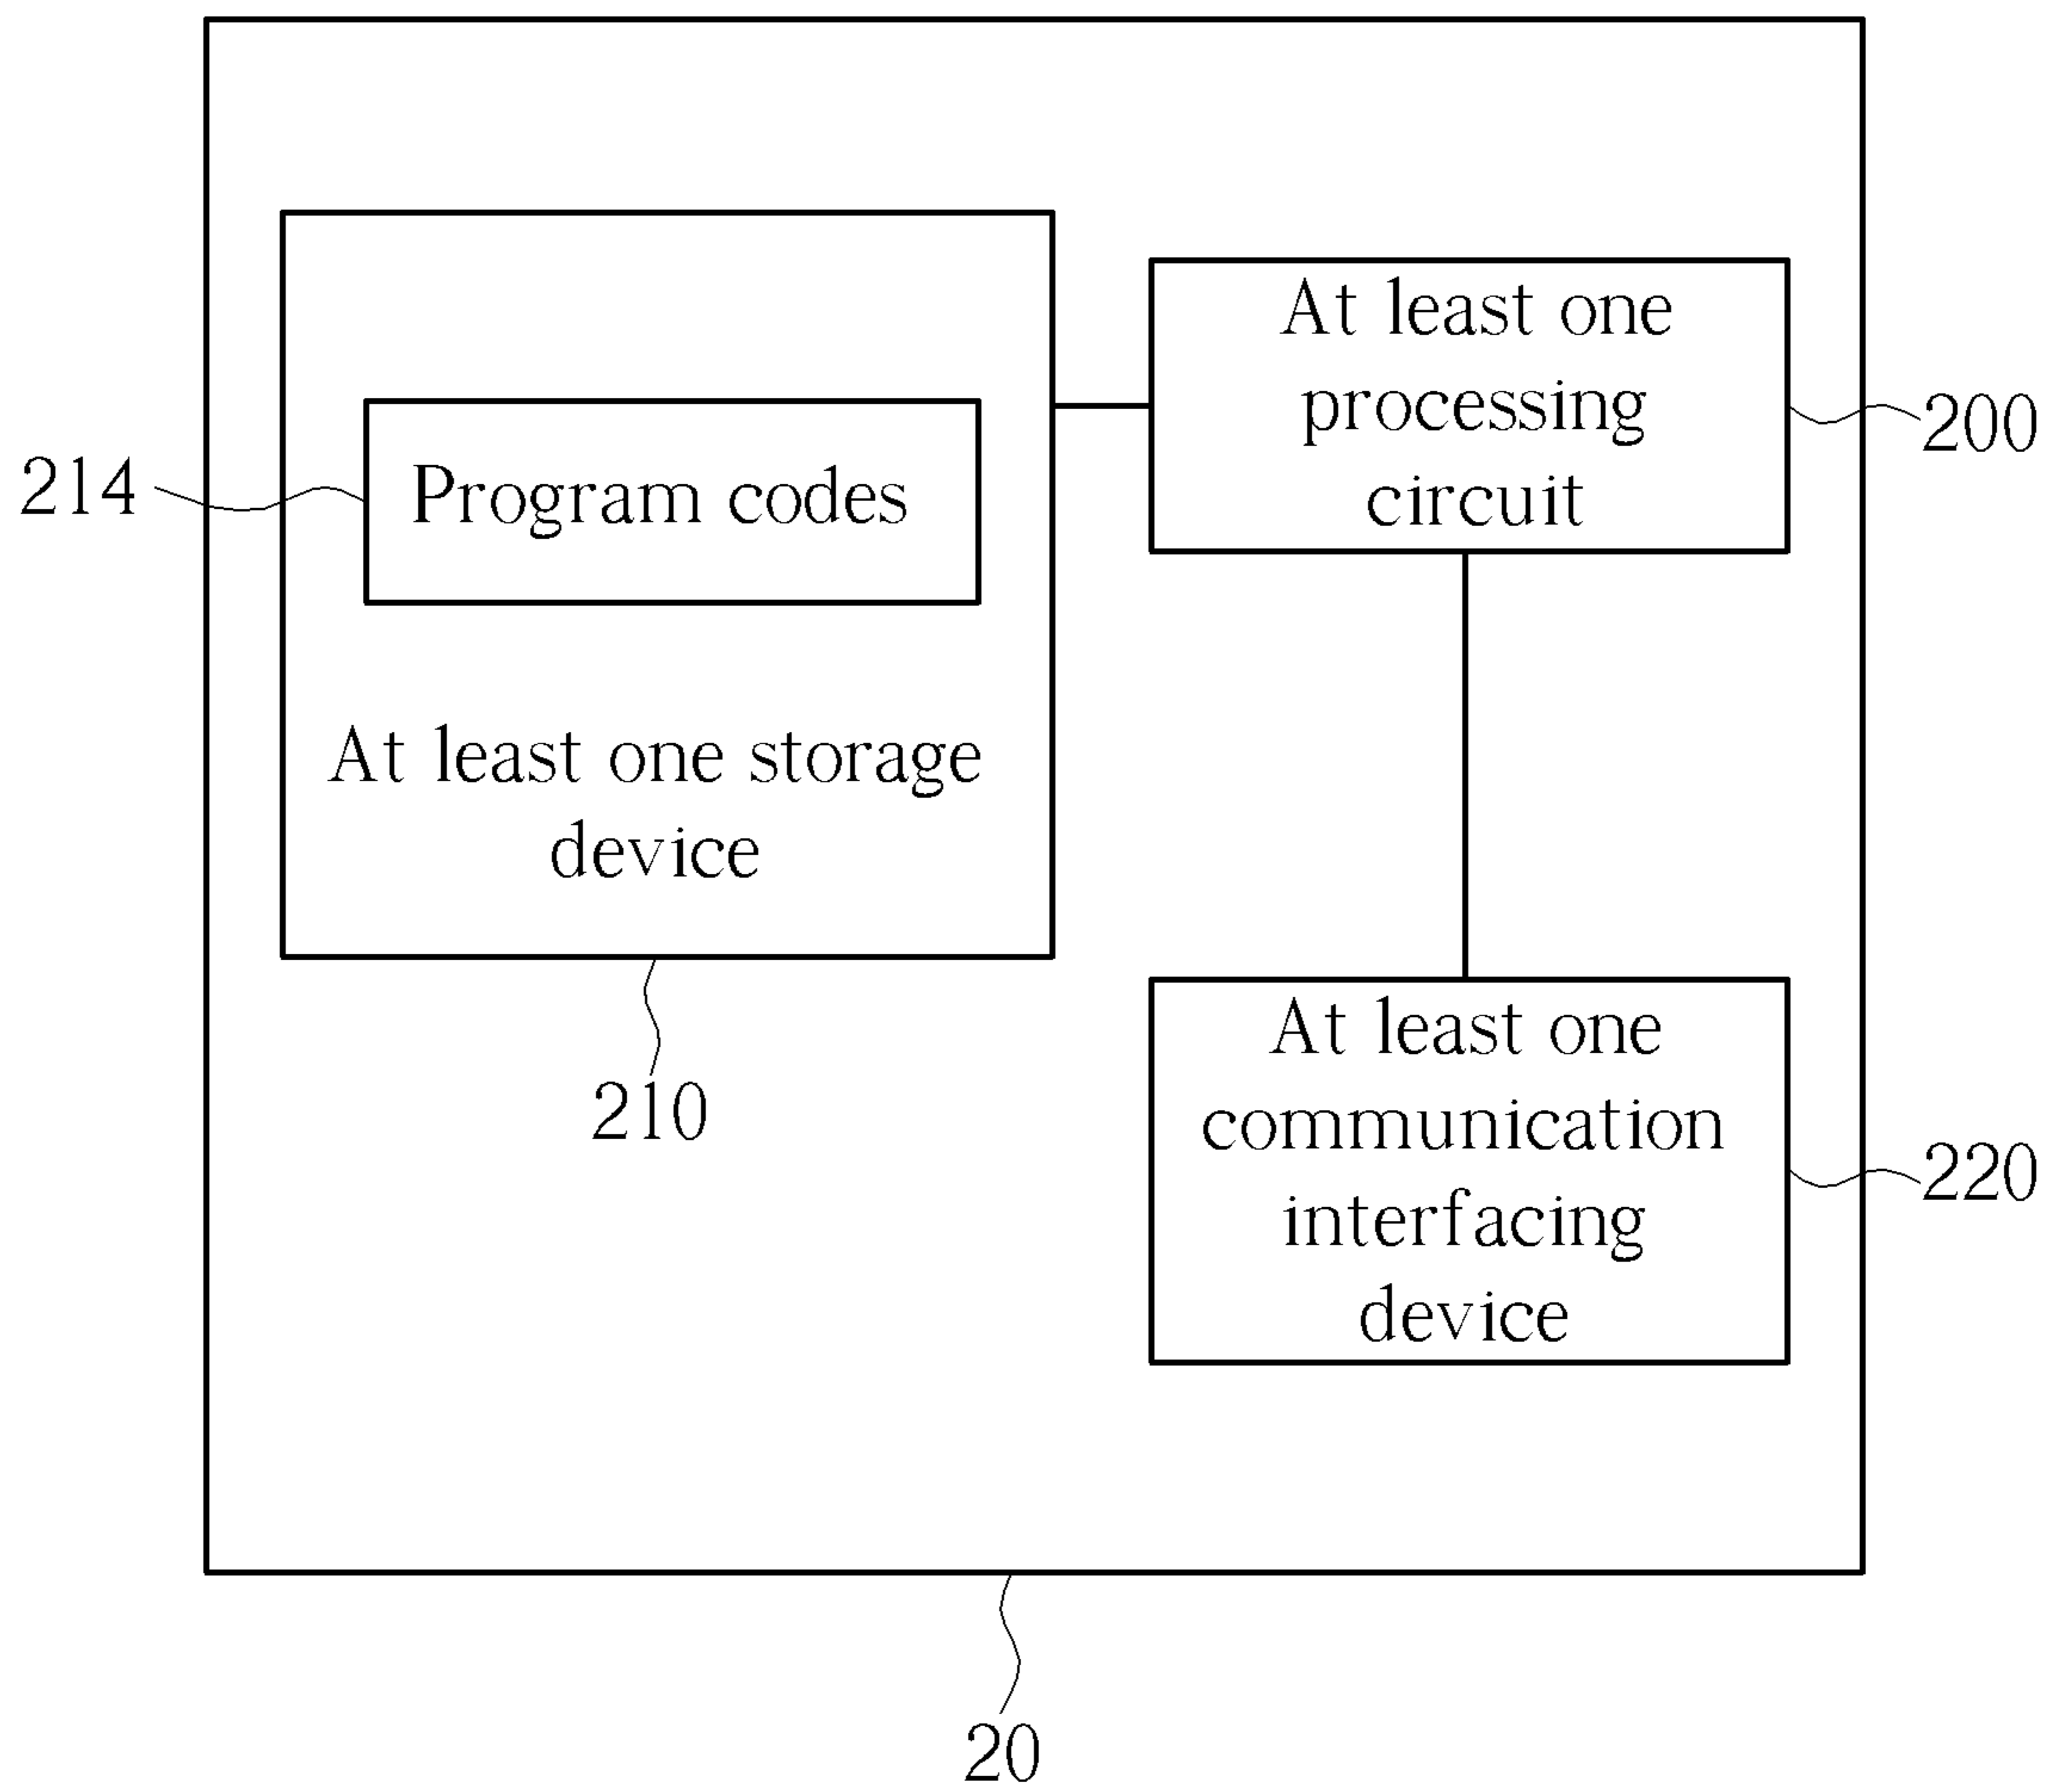 At least one
processing
circuit
200
214
Program codes
At least one storage
device
210
At least one
communication
interfacing
device
220
20